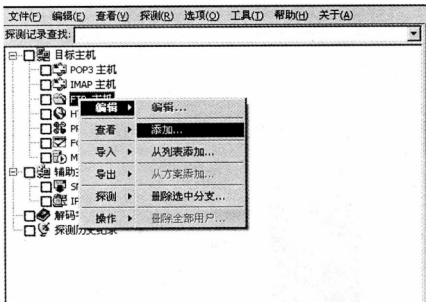 文件(F) 编辑(E) 查看(V) 探测(R) 选项(O) 工具(T) 帮助(H) 关于(A)
探测记录查找:
目标主机
POP3 主机
IMAP 主机
编辑 编辑...
查看 添加...
导入 从列表添加...
导出 从方案添加...
探测 删除选中分支...
操作 删除全部用户...
辅助
解码
探测历史纪录